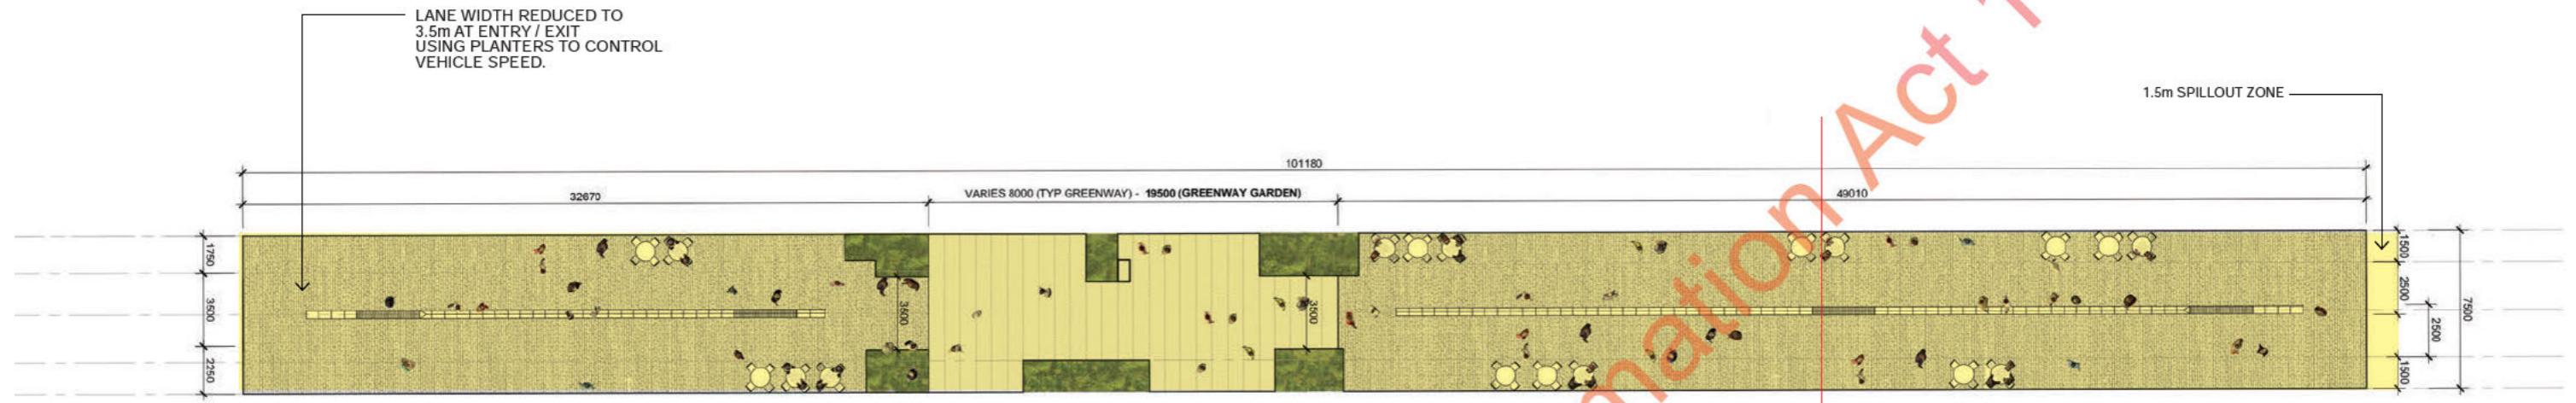 LANE WIDTH REDUCED TO
3.5m AT ENTRY / EXIT
USING PLANTERS TO CONTROL
VEHICLE SPEED.
1.5m SPILLOUT ZONE
101180
32670
VARIES 8000 (TYP GREENWAY) - 19500 (GREENWAY GARDEN)
49010
1750
3500
2250
3500
3500
1500
2500
2500
1500
7500
mation Act 1